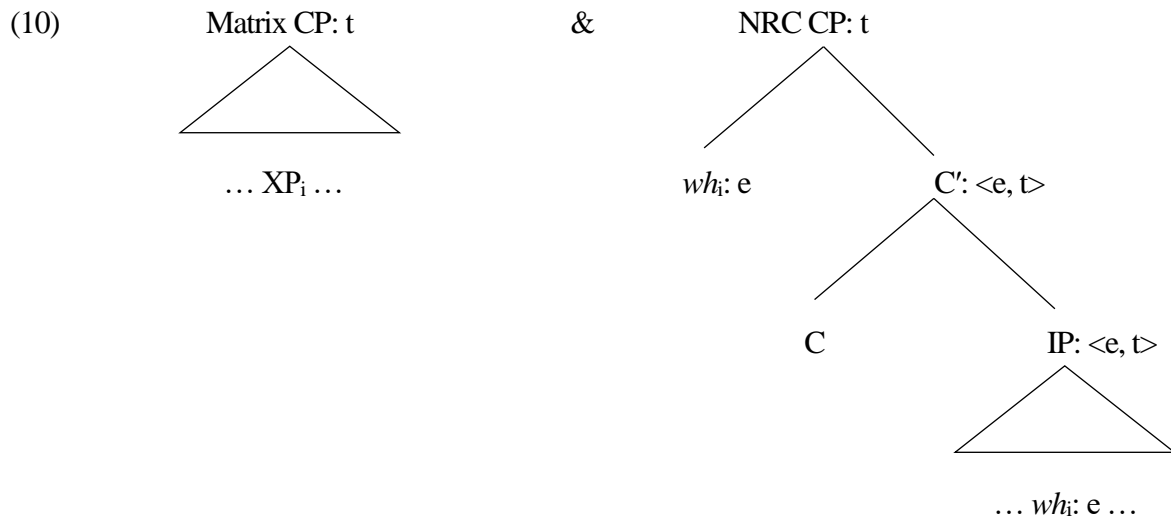 (10) Matrix CP: t & NRC CP: t
… XPi … whi: e C′: <e, t>
C IP: <e, t>
… whi: e …